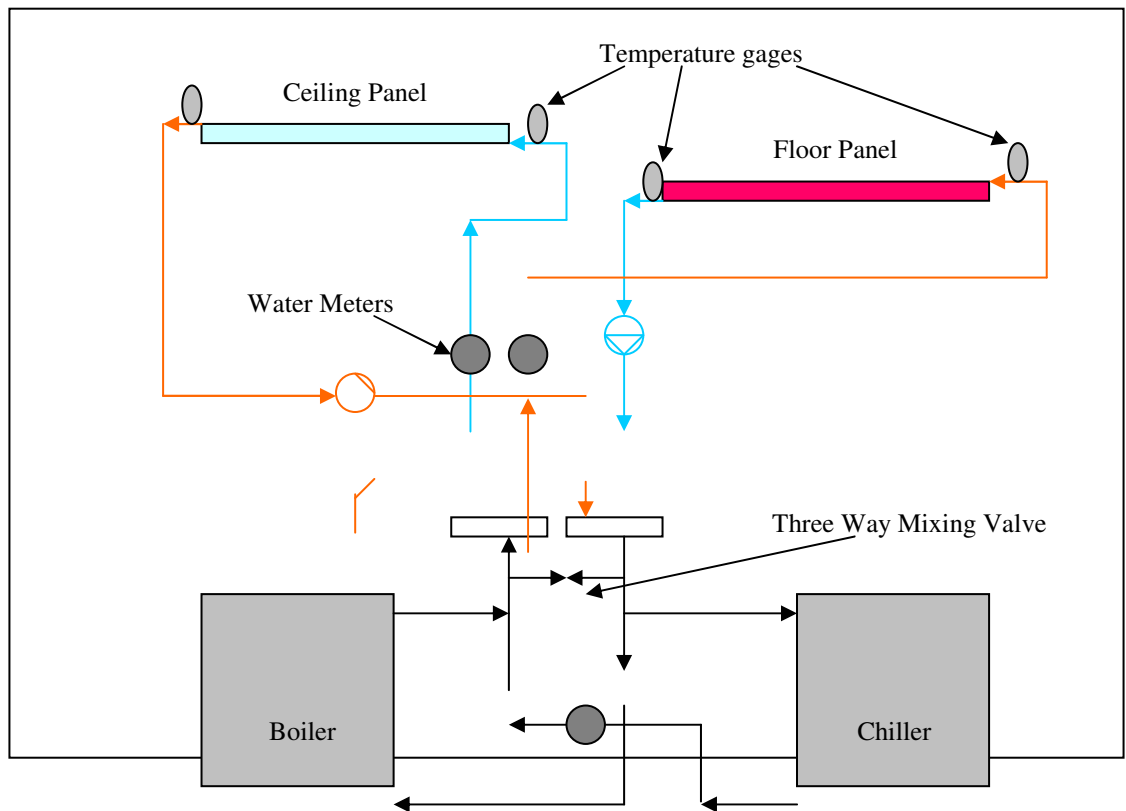 Temperature gages
Ceiling Panel
Floor Panel
Water Meters
Three Way Mixing Valve
Boiler
Chiller